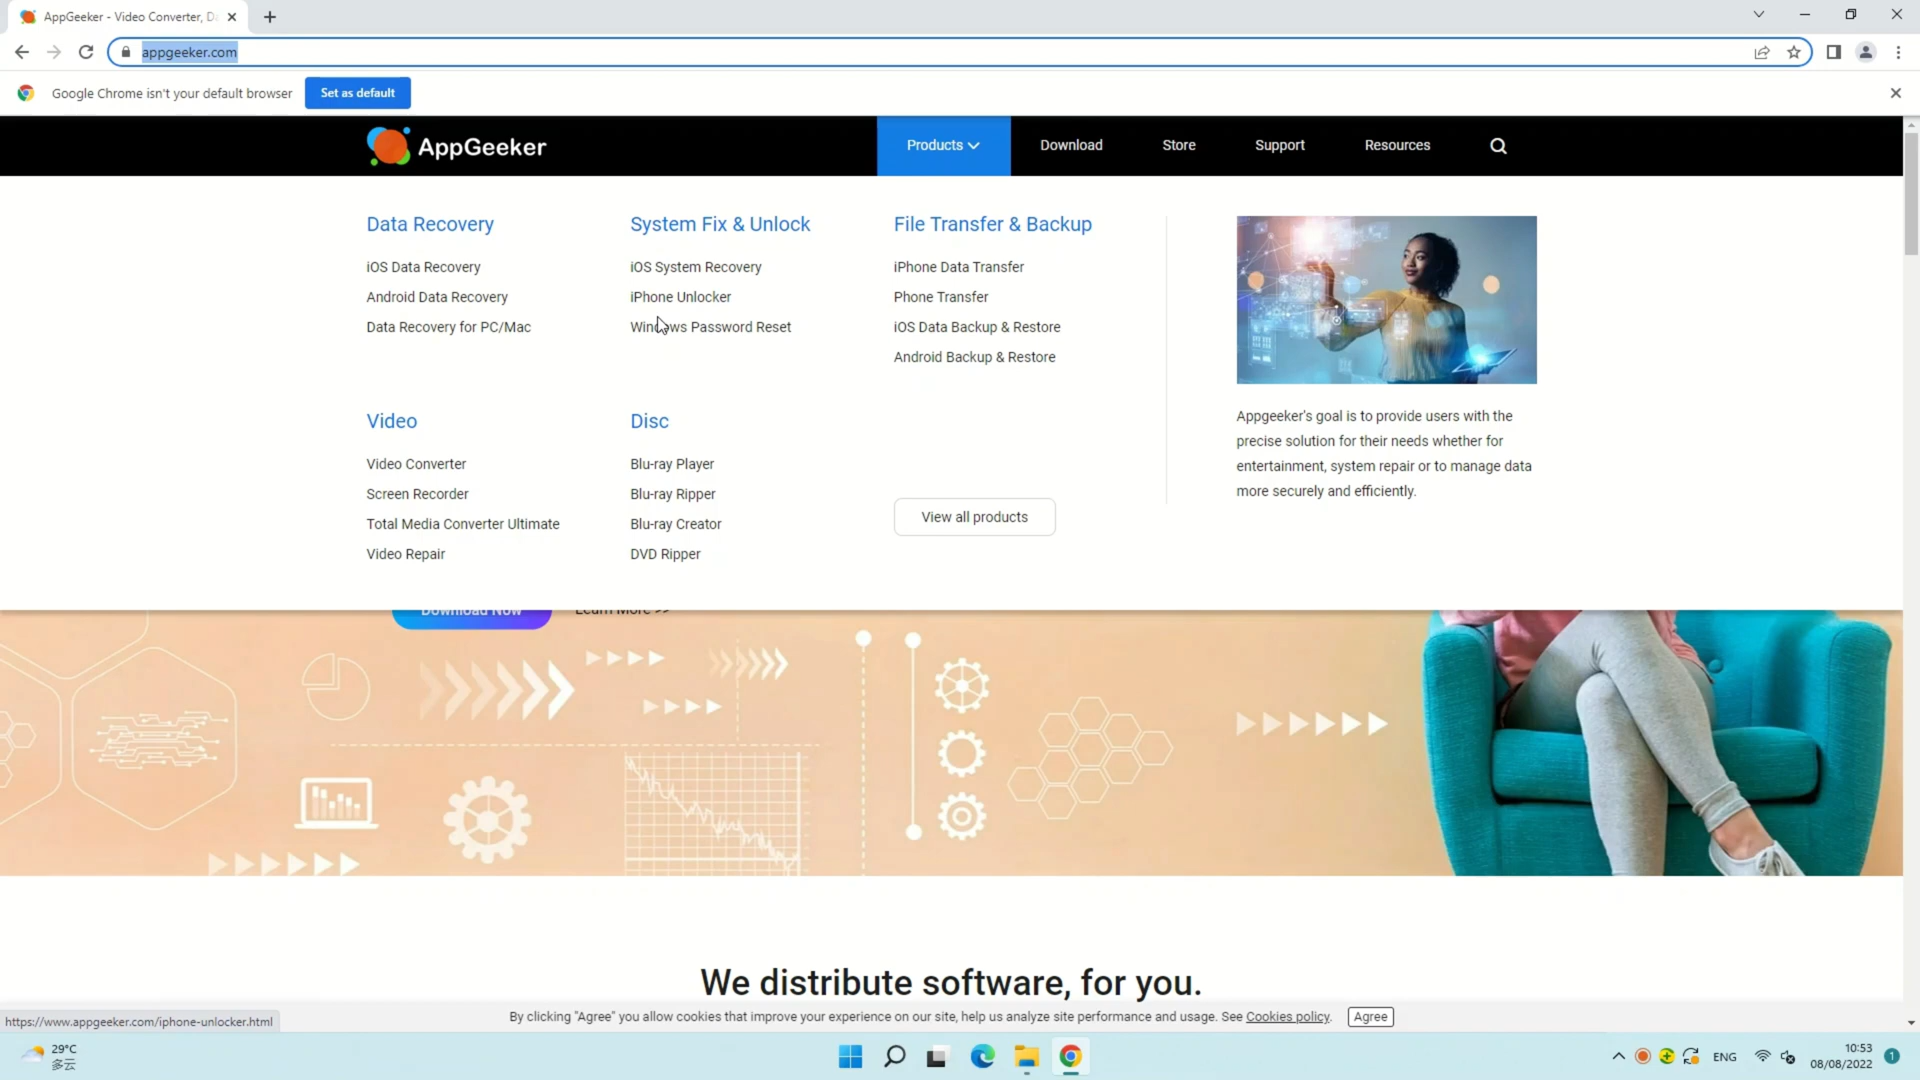 AppGeeker - Video Converter, Da
appgeeker.com
Google Chrome isn't your default browser
Set as default
AppGeeker
Products
Download
Store
Support
Resources
Data Recovery
iOS Data Recovery
Android Data Recovery
Data Recovery for PC/Mac
System Fix & Unlock
iOS System Recovery
iPhone Unlocker
Windows Password Reset
File Transfer & Backup
iPhone Data Transfer
Phone Transfer
iOS Data Backup & Restore
Android Backup & Restore
Video
Video Converter
Screen Recorder
Total Media Converter Ultimate
Video Repair
Disc
Blu-ray Player
Blu-ray Ripper
Blu-ray Creator
DVD Ripper
View all products
Appgeeker's goal is to provide users with the
precise solution for their needs whether for
entertainment, system repair or to manage data
more securely and efficiently.
Download Now
Learn More >>
We distribute software, for you.
By clicking "Agree" you allow cookies that improve your experience on our site, help us analyze site performance and usage. See Cookies policy.
Agree
https://www.appgeeker.com/iphone-unlocker.html
29°C
多云
ENG
10:53
08/08/2022
1